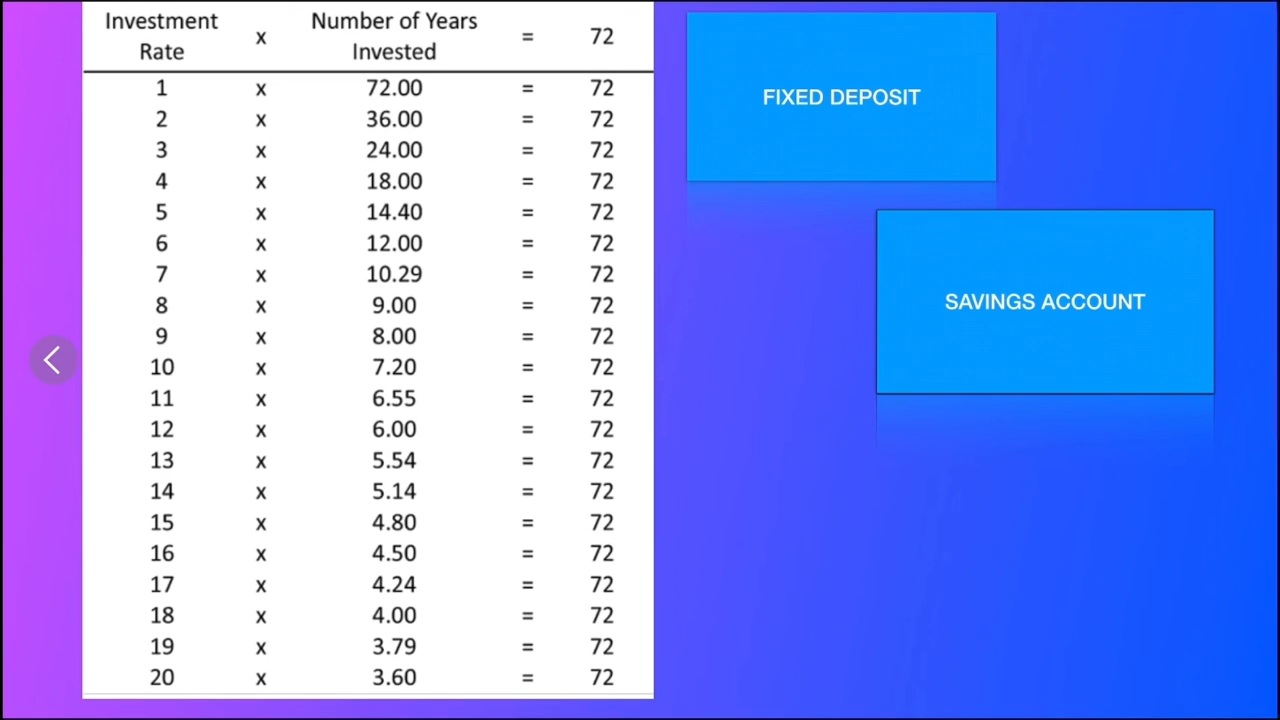 Investment Rate x Number of Years Invested = 72
1 x 72.00 = 72
2 x 36.00 = 72
3 x 24.00 = 72
4 x 18.00 = 72
5 x 14.40 = 72
6 x 12.00 = 72
7 x 10.29 = 72
8 x 9.00 = 72
9 x 8.00 = 72
10 x 7.20 = 72
11 x 6.55 = 72
12 x 6.00 = 72
13 x 5.54 = 72
14 x 5.14 = 72
15 x 4.80 = 72
16 x 4.50 = 72
17 x 4.24 = 72
18 x 4.00 = 72
19 x 3.79 = 72
20 x 3.60 = 72
FIXED DEPOSIT
SAVINGS ACCOUNT